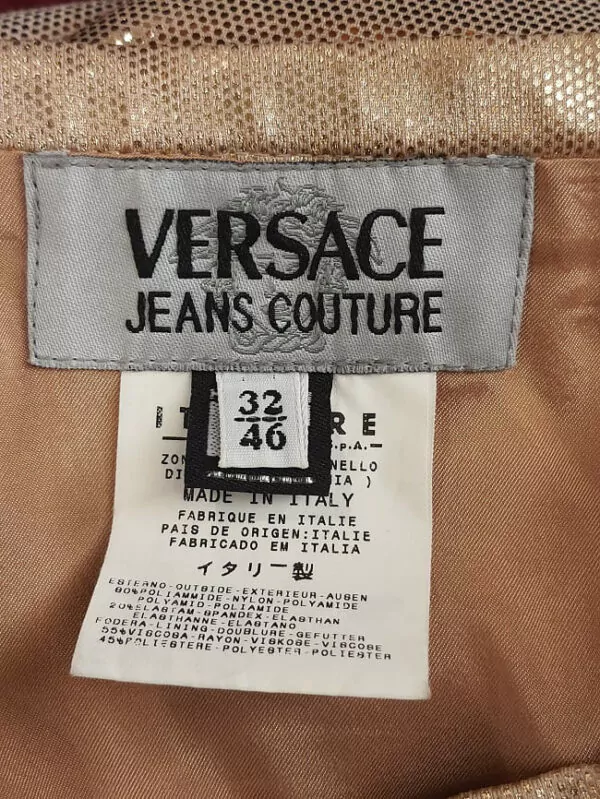 VERSACE
JEANS COUTURE
32
46
RE
S.p.A.
MADE IN ITALY
FABRIQUE EN ITALIE
PAIS DE ORIGEN:ITALIE
FABRICADO EM ITALIA
イタリー製
ESTERNO-OUTSIDE-EXTERIEUR-AUSEN
80%POLIAMMIDE-NYLON-POLYAMIDE
POLYAMID-POLIAMIDE
20%ELASTAM-SPANDEX-ELASTHAN
ELASTHANNE-ELASTANO
FODERA-LINING-DOUBLURE-GEFUTTER
55%VISCOSA-RAYON-VISKOSE-VISCOSE
45%POLIESTERE-POLYESTER-POLIESTER